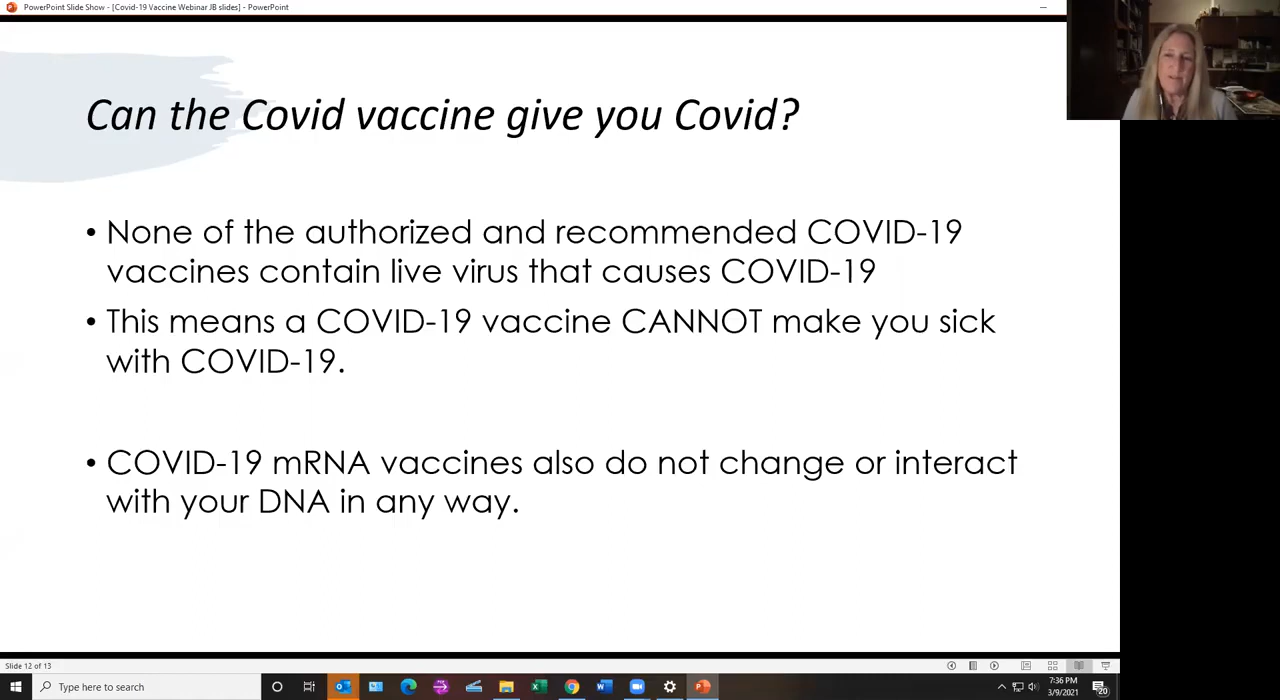 PowerPoint Slide Show - [Covid-19 Vaccine Webinar JB slides] - PowerPoint
Can the Covid vaccine give you Covid?
• None of the authorized and recommended COVID-19
vaccines contain live virus that causes COVID-19
• This means a COVID-19 vaccine CANNOT make you sick
with COVID-19.
• COVID-19 mRNA vaccines also do not change or interact
with your DNA in any way.
Slide 12 of 13
Type here to search
7:36 PM
3/9/2021
20